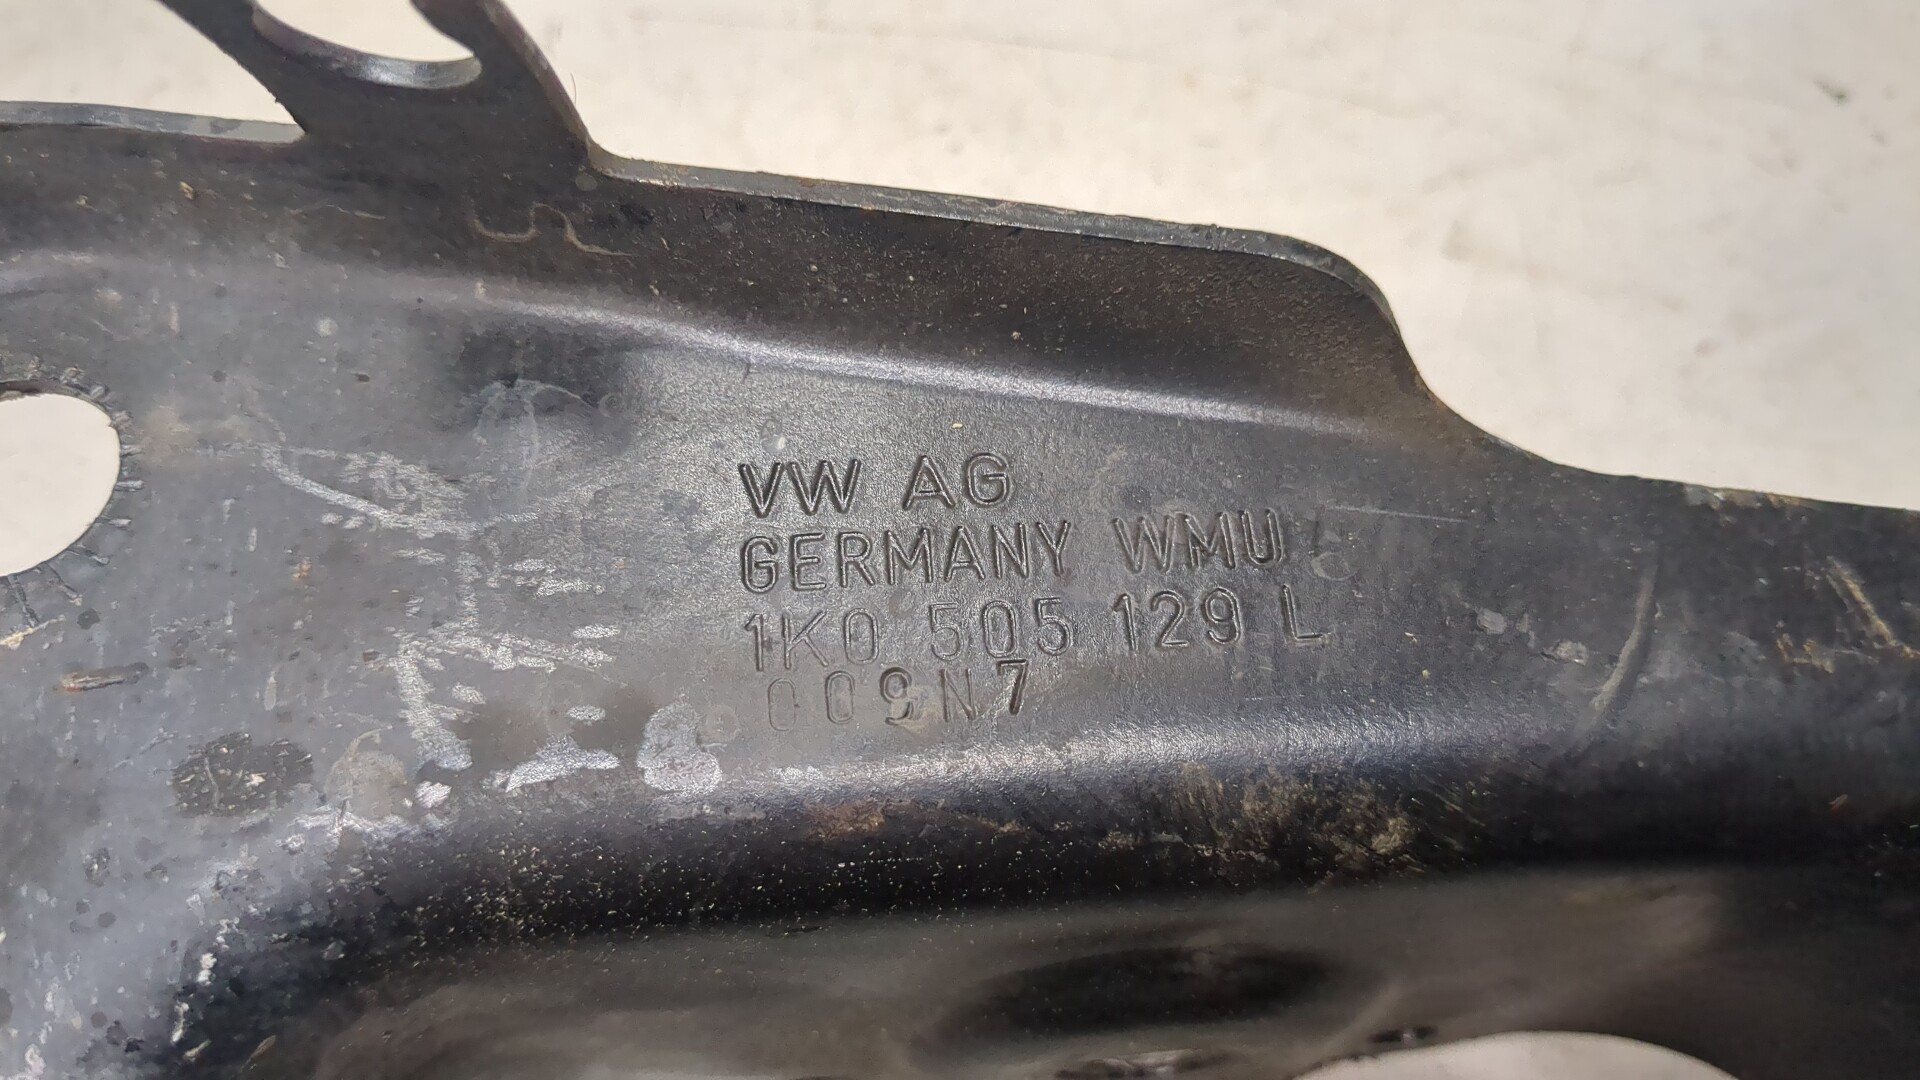 VW AG
GERMANY WMU
1K0 505 129 L
009N7